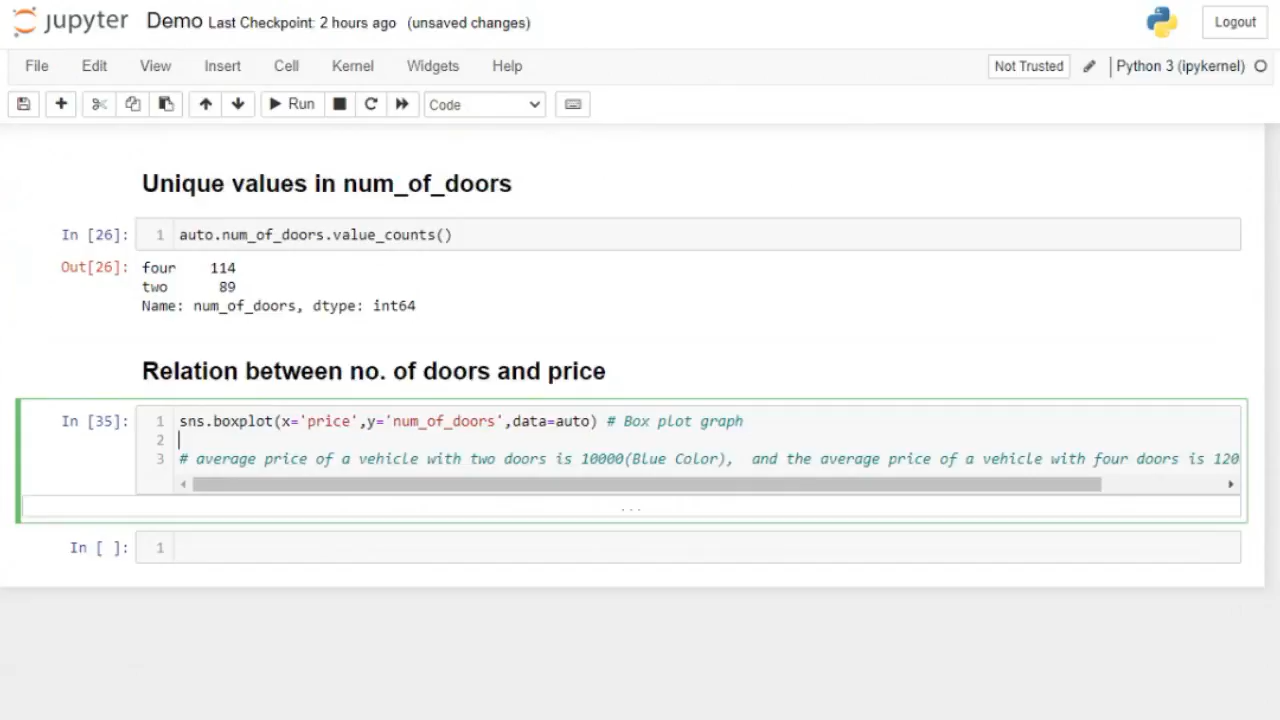 jupyter Demo Last Checkpoint: 2 hours ago (unsaved changes) Logout
File Edit View Insert Cell Kernel Widgets Help Not Trusted Python 3 (ipykernel)
Run Code
Unique values in num_of_doors
In [26]: 1 auto.num_of_doors.value_counts()
Out[26]: four 114
two 89
Name: num_of_doors, dtype: int64
Relation between no. of doors and price
In [35]: 1 sns.boxplot(x='price',y='num_of_doors',data=auto) # Box plot graph
2
3 # average price of a vehicle with two doors is 10000(Blue Color), and the average price of a vehicle with four doors is 120
...
In [ ]: 1